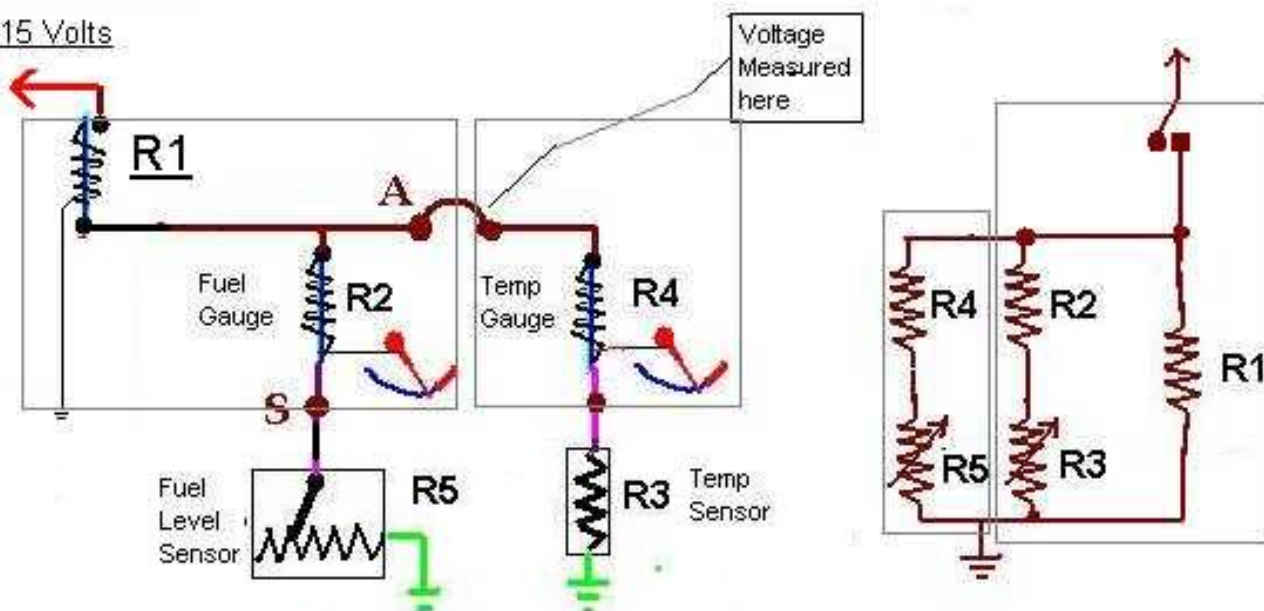 15 Volts
Voltage
Measured
here
R1
A
Fuel
Gauge
R2
Temp
Gauge
R4
S
Fuel
Level
Sensor
R5
R3
Temp
Sensor
R4
R2
R1
R5
R3